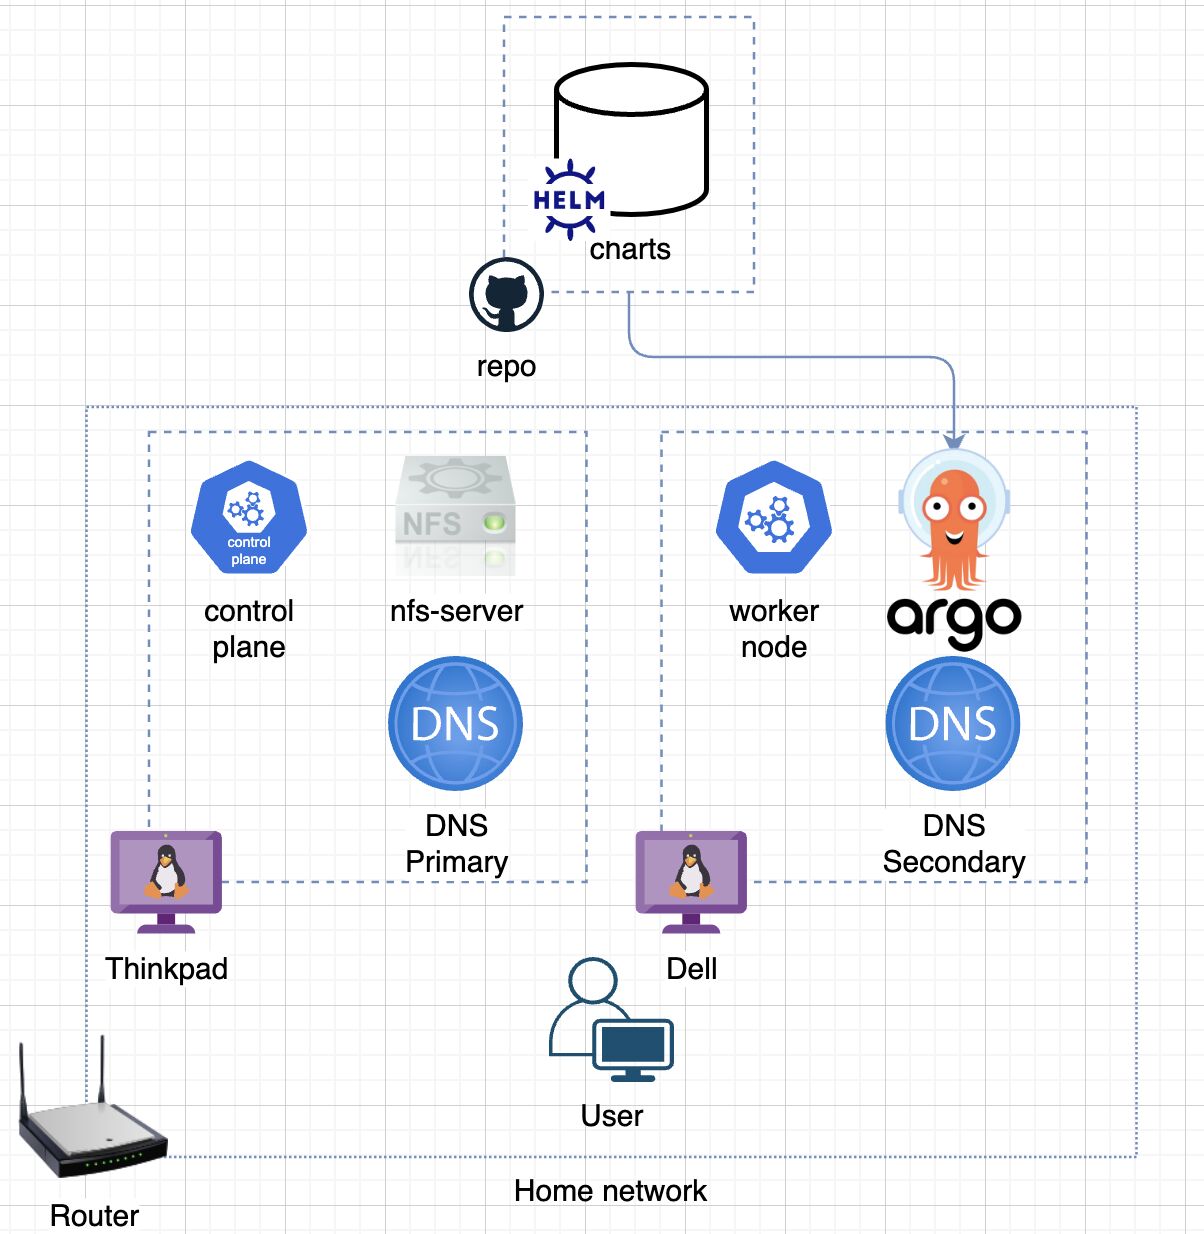 HELM
charts
repo
control
plane
control
plane
NFS
nfs-server
DNS
DNS
Primary
Thinkpad
worker
node
argo
DNS
DNS
Secondary
Dell
User
Home network
Router